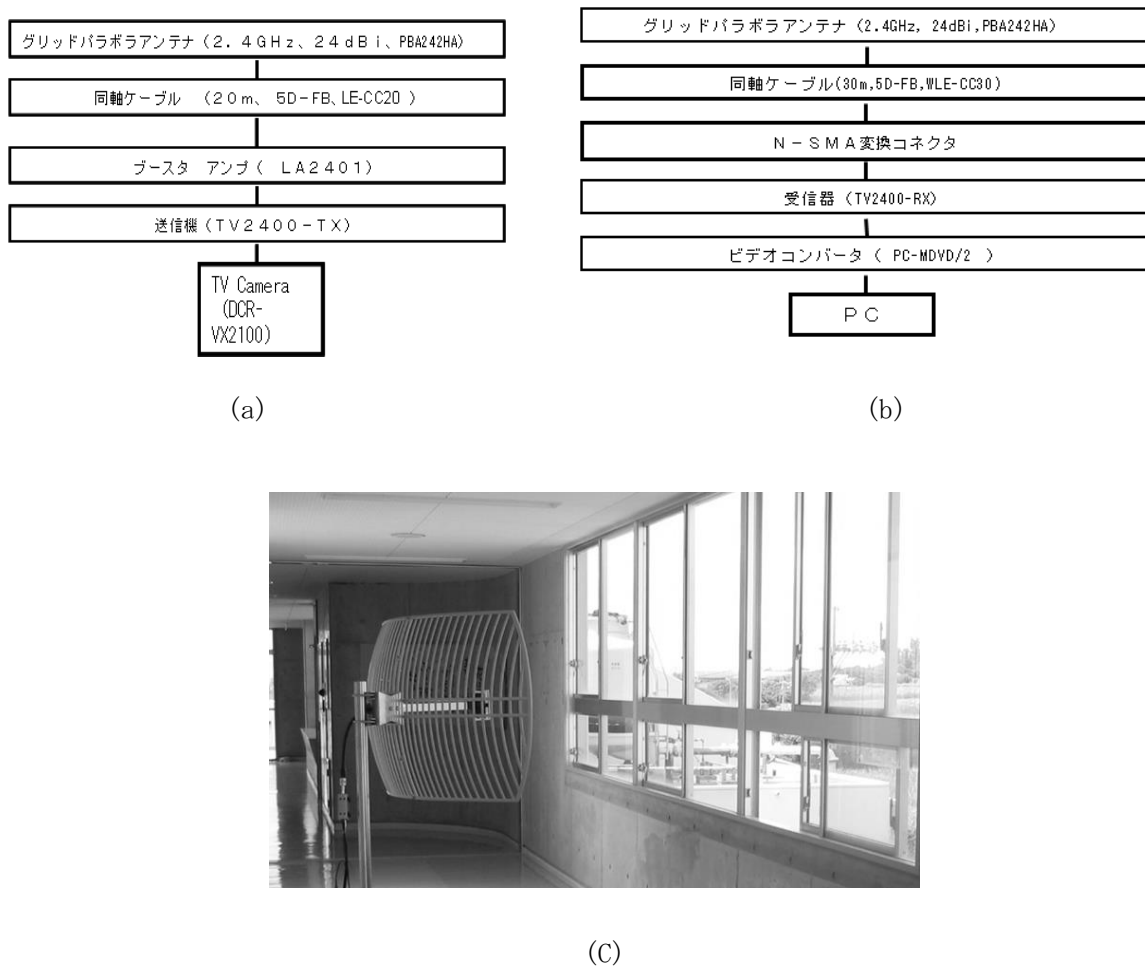 グリッドパラボラアンテナ(2.4GHz、24dBi、PBA242HA)
同軸ケーブル (20m、5D-FB、LE-CC20 )
ブースタ アンプ( LA2401)
送信機(TV2400-TX)
TV Camera
(DCR-
VX2100)
(a)
グリッドパラボラアンテナ(2.4GHz, 24dBi,PBA242HA)
同軸ケーブル(30m,5D-FB,WLE-CC30)
N-SMA変換コネクタ
受信器(TV2400-RX)
ビデオコンバータ( PC-MDVD/2 )
PC
(b)
(C)